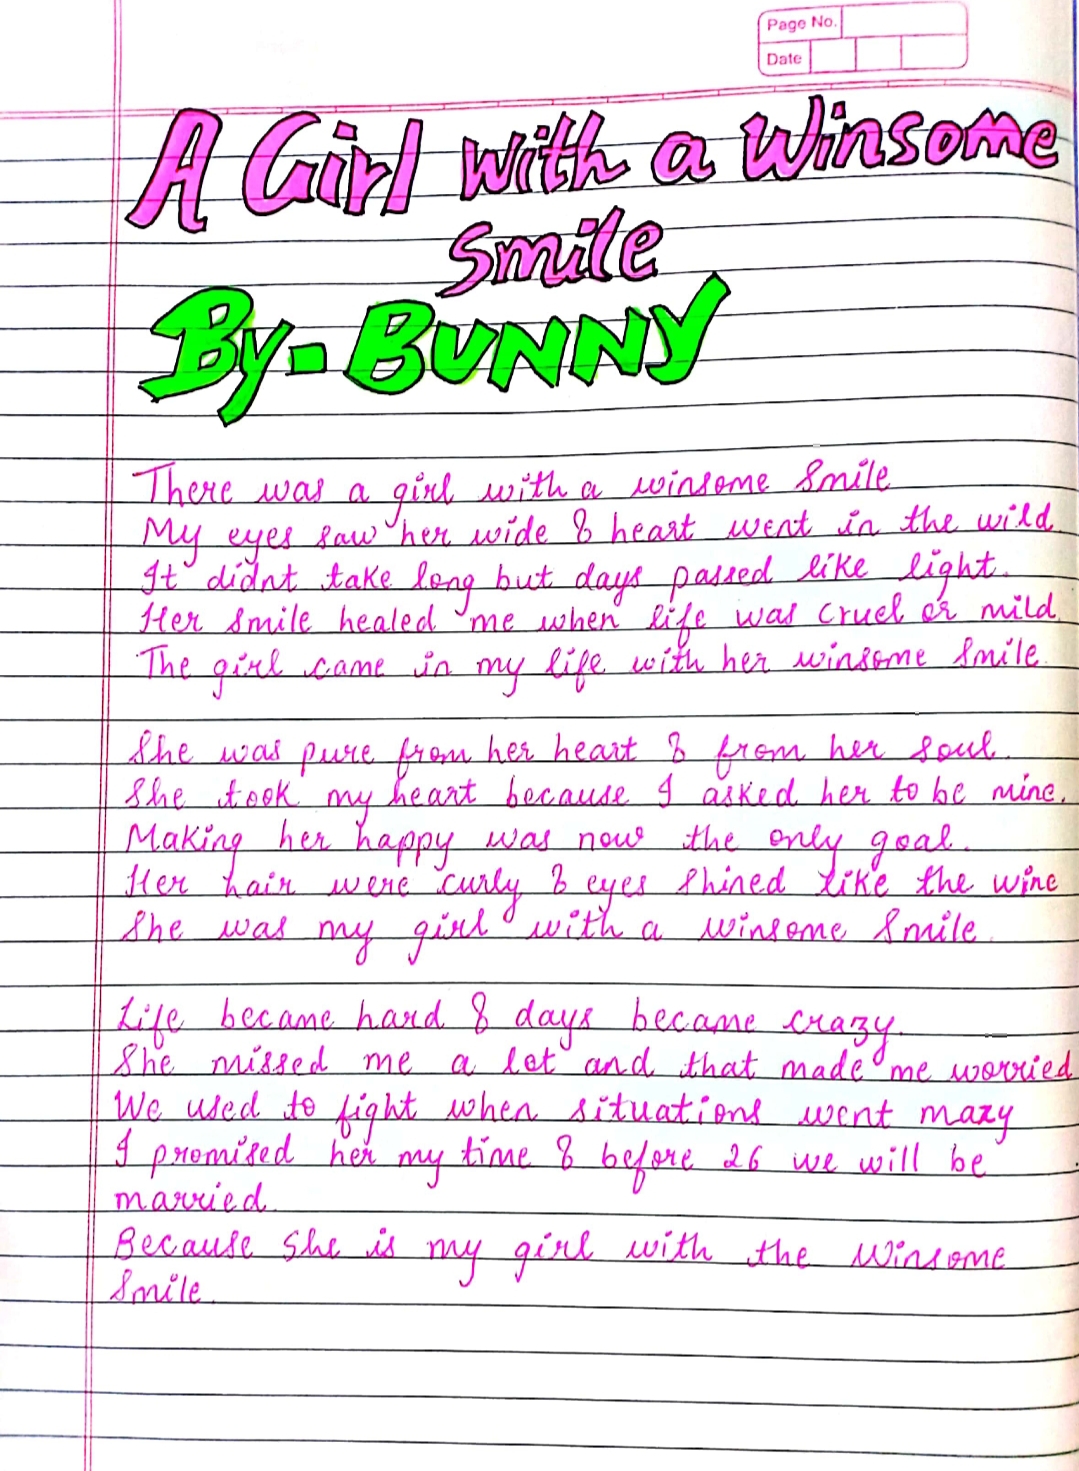 Page No.
Date
A Girl with a Winsome
Smile
By-BUNNY
There was a girl with a winsome Smile
My eyes saw her wide & heart went in the wild
It didnt take long but days passed like light.
Her smile healed me when life was cruel or mild.
The girl came in my life with her winsome Smile.
She was pure from her heart & from her soul.
She took my heart because I asked her to be mine.
Making her happy was now the only goal.
Her hair were curly & eyes shined like the wine
She was my girl with a winsome Smile.
Life became hard & days became crazy.
She missed me a lot and that made me worried
We used to fight when situations went mazy
I promised her my time & before 26 we will be
married.
Because She is my girl with the Winsome
Smile.